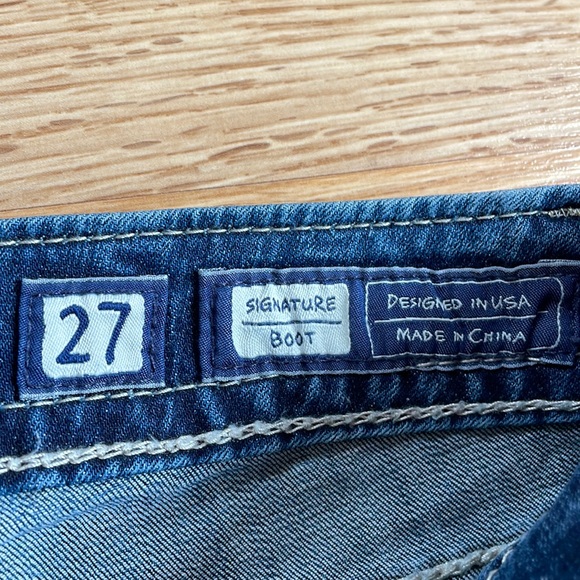 27
SIGNATURE
BOOT
DESIGNED IN USA
MADE IN CHINA